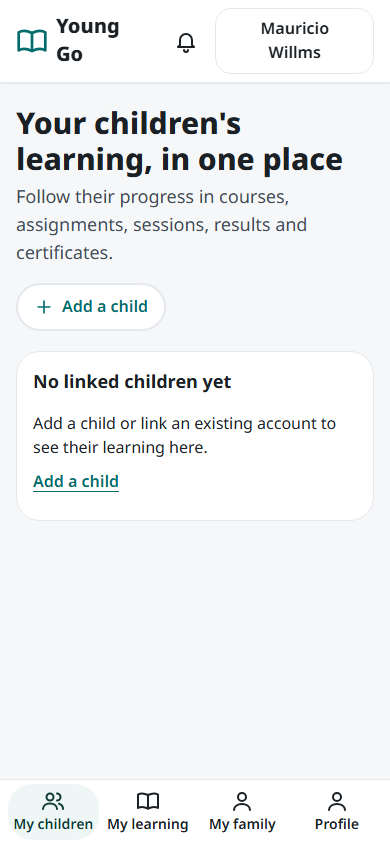 Young
Go
Mauricio
Willms
Your children's
learning, in one place
Follow their progress in courses,
assignments, sessions, results and
certificates.
Add a child
No linked children yet
Add a child or link an existing account to
see their learning here.
Add a child
My children
My learning
My family
Profile